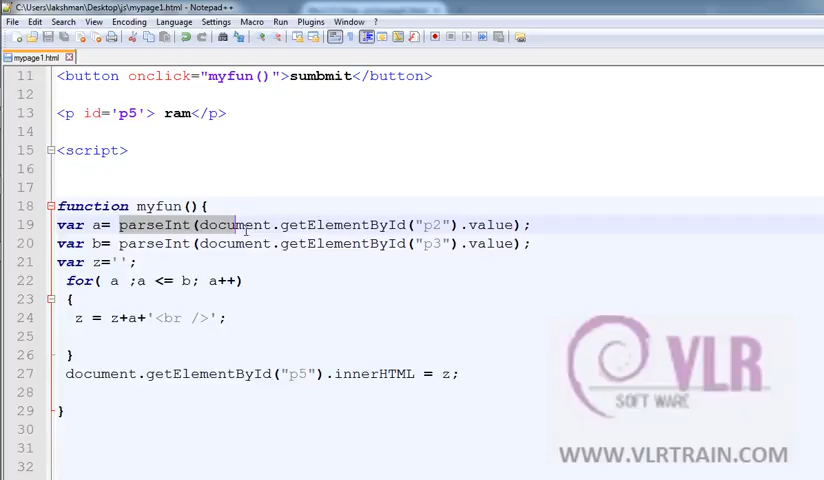 C:\Users\lakshman\Desktop\js\mypage1.html - Notepad++
File Edit Search View Encoding Language Settings Macro Run Plugins Window ?
mypage1.html
11 <button onclick="myfun()">sumbmit</button>
12
13 <p id='p5'> ram</p>
14
15 <script>
16
17
18 function myfun(){
19 var a= parseInt(document.getElementById("p2").value);
20 var b= parseInt(document.getElementById("p3").value);
21 var z='';
22 for( a ;a <= b; a++)
23 {
24 z = z+a+'<br />';
25
26 }
27 document.getElementById("p5").innerHTML = z;
28
29 }
30
31
32
VLR
SOFT WARE
WWW.VLRTRAIN.COM